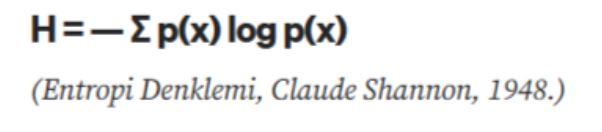 H = — Σ p(x) log p(x)
(Entropi Denklemi, Claude Shannon, 1948.)